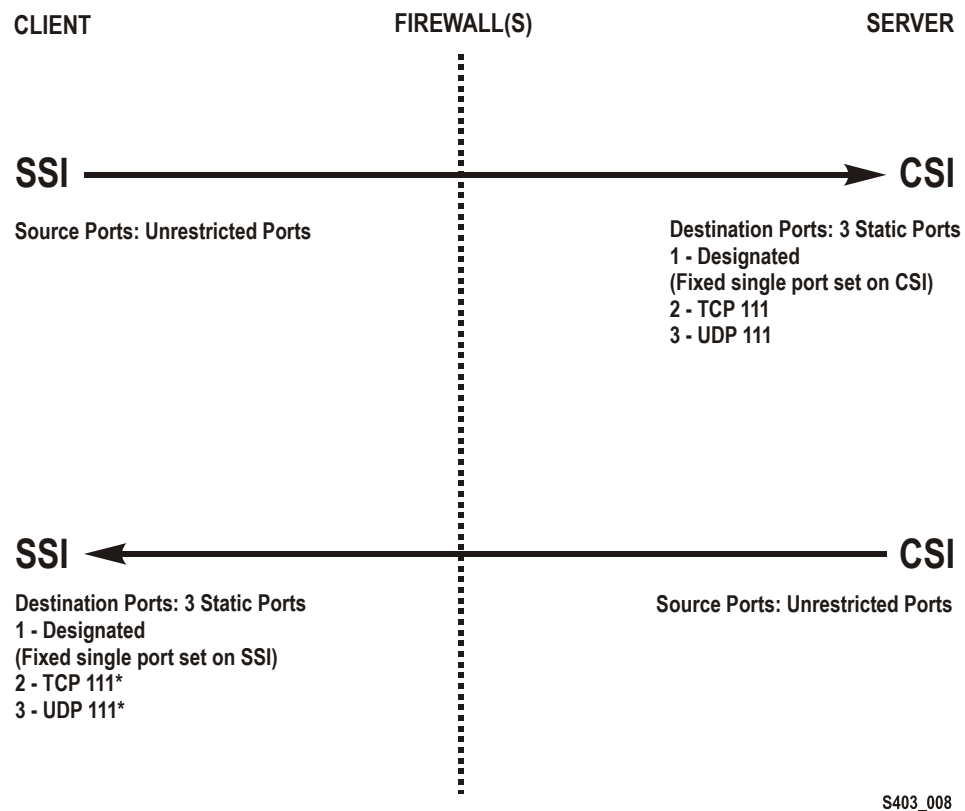 CLIENT
FIREWALL(S)
SERVER
SSI
CSI
Source Ports: Unrestricted Ports
Destination Ports: 3 Static Ports
1 - Designated
(Fixed single port set on CSI)
2 - TCP 111
3 - UDP 111
SSI
CSI
Destination Ports: 3 Static Ports
1 - Designated
(Fixed single port set on SSI)
2 - TCP 111*
3 - UDP 111*
Source Ports: Unrestricted Ports
S403_008